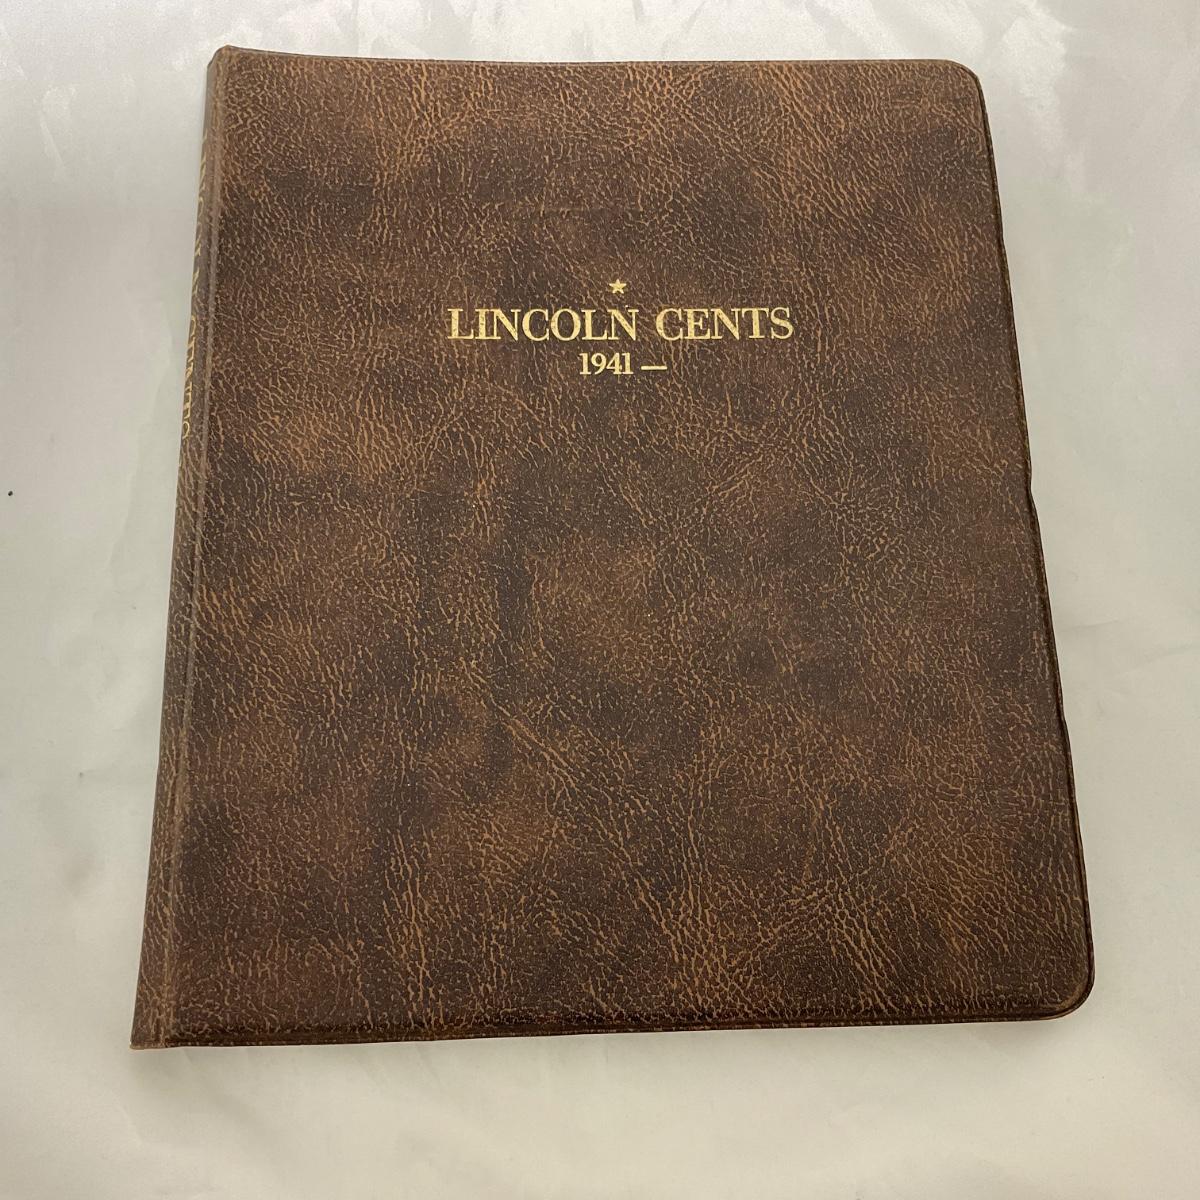 LINCOLN CENTS
1941 —